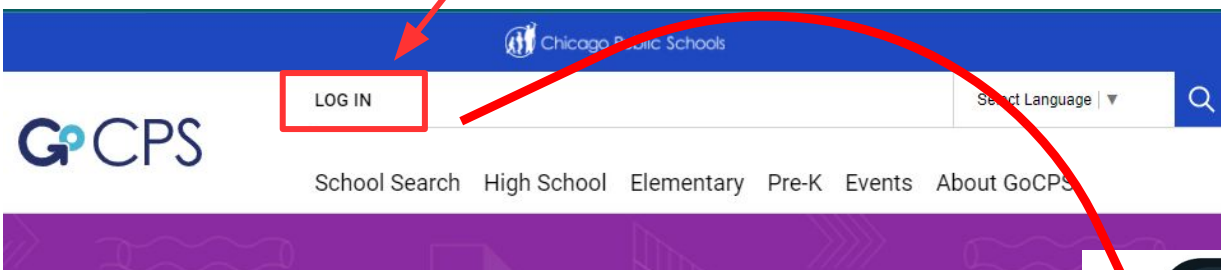 Chicago Public Schools
LOG IN
Select Language ▼
GoCPS
School Search High School Elementary Pre-K Events About GoCPS